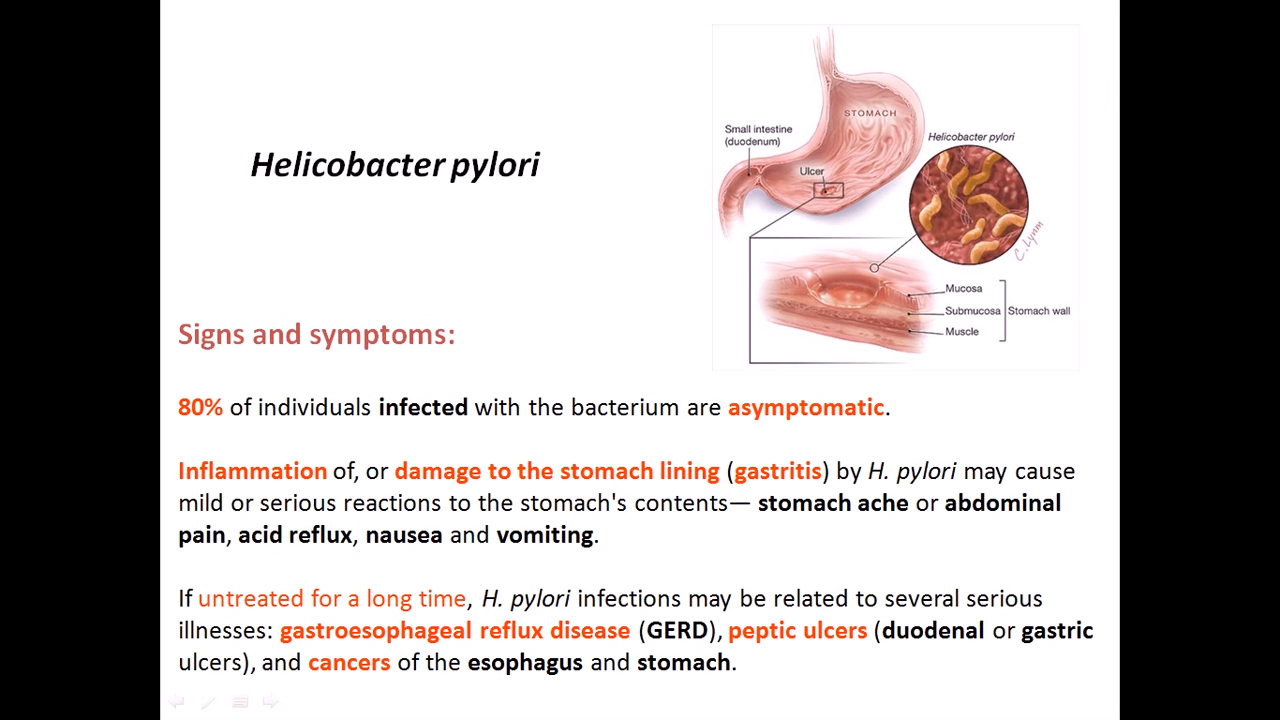 Helicobacter pylori
STOMACH
Small intestine
(duodenum)
Helicobacter pylori
Ulcer
C. Lynm
Mucosa
Submucosa
Stomach wall
Muscle
Signs and symptoms:
80% of individuals infected with the bacterium are asymptomatic.
Inflammation of, or damage to the stomach lining (gastritis) by H. pylori may cause
mild or serious reactions to the stomach's contents— stomach ache or abdominal
pain, acid reflux, nausea and vomiting.
If untreated for a long time, H. pylori infections may be related to several serious
illnesses: gastroesophageal reflux disease (GERD), peptic ulcers (duodenal or gastric
ulcers), and cancers of the esophagus and stomach.